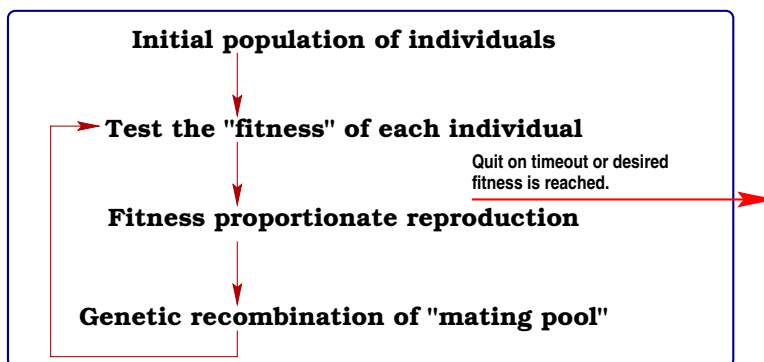 Initial population of individuals
Test the "fitness" of each individual
Quit on timeout or desired
fitness is reached.
Fitness proportionate reproduction
Genetic recombination of "mating pool"